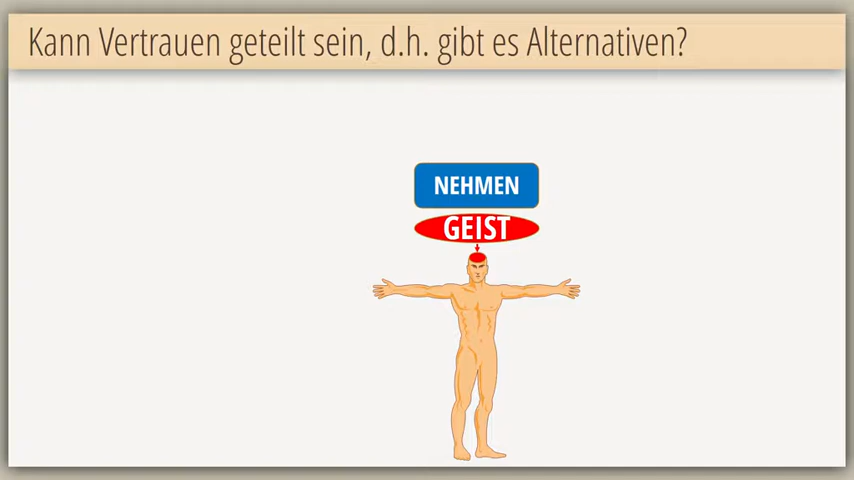 Kann Vertrauen geteilt sein, d.h. gibt es Alternativen?
NEHMEN
GEIST